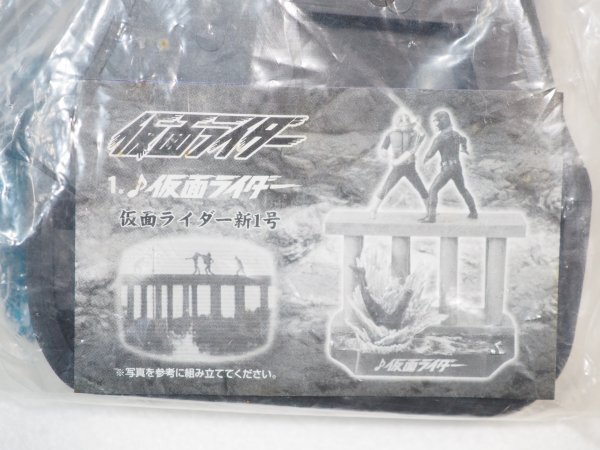 仮面ライダー
1.♪仮面ライダー
仮面ライダー新1号
※写真を参考に組み立ててください。
♪仮面ライダー